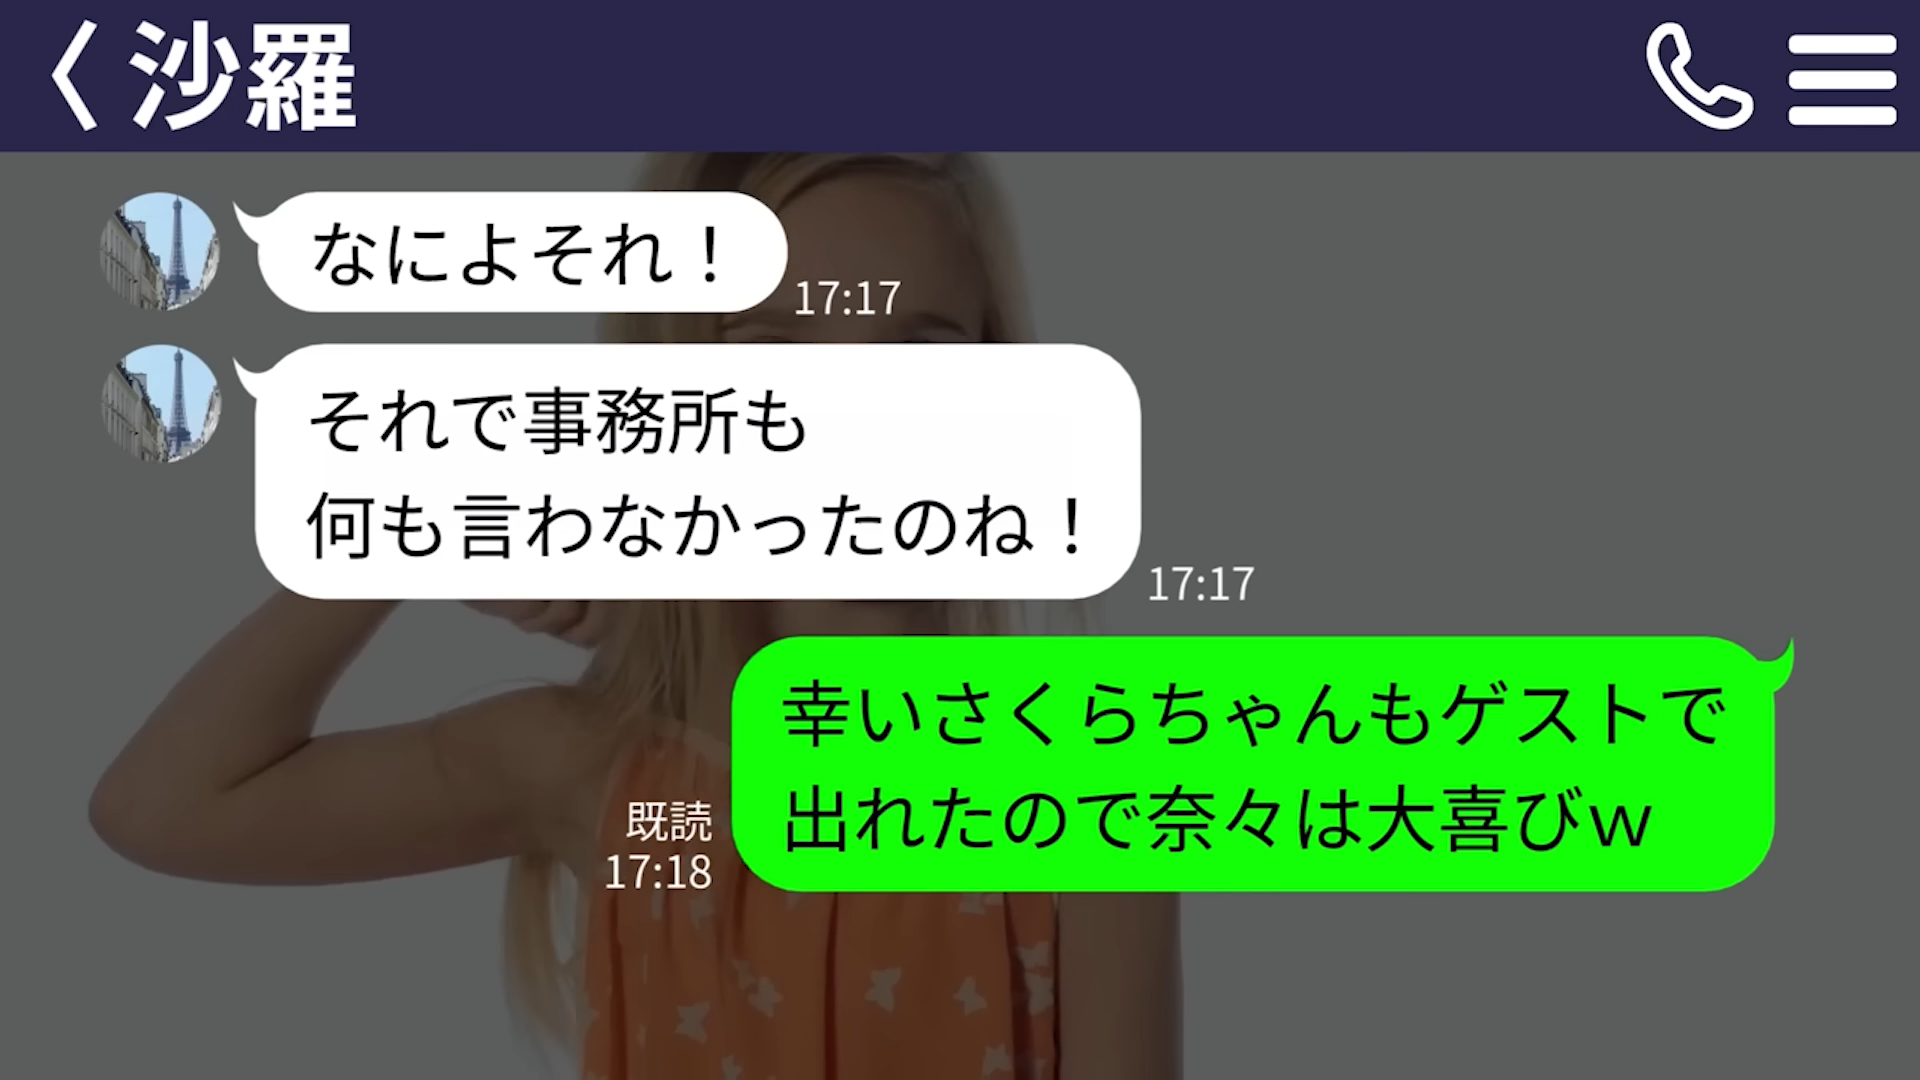 沙羅
なによそれ！
17:17
それで事務所も
何も言わなかったのね！
17:17
幸いさくらちゃんもゲストで
出れたので奈々は大喜びｗ
既読
17:18